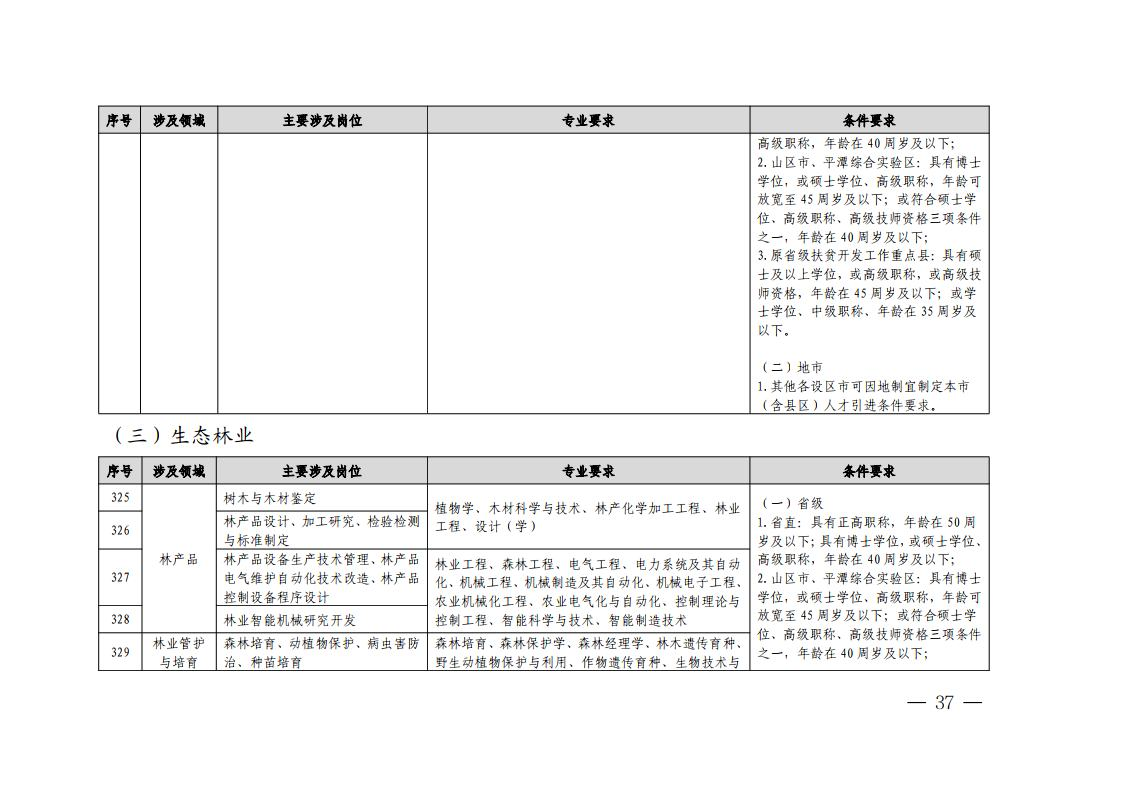 序号 涉及领域 主要涉及岗位 专业要求 条件要求
高级职称，年龄在 40 周岁及以下；
2.山区市、平潭综合实验区：具有博士
学位，或硕士学位、高级职称，年龄可
放宽至 45 周岁及以下；或符合硕士学
位、高级职称、高级技师资格三项条件
之一，年龄在 40 周岁及以下；
3.原省级扶贫开发工作重点县：具有硕
士及以上学位，或高级职称，或高级技
师资格，年龄在 45 周岁及以下；或学
士学位、中级职称、年龄在 35 周岁及
以下。
（二）地市
1.其他各设区市可因地制宜制定本市
（含县区）人才引进条件要求。
（三）生态林业
序号 涉及领域 主要涉及岗位 专业要求 条件要求
325
树木与木材鉴定
326
林产品设计、加工研究、检验检测
与标准制定
植物学、木材科学与技术、林产化学加工工程、林业
工程、设计（学）
林产品
327
林产品设备生产技术管理、林产品
电气维护自动化技术改造、林产品
控制设备程序设计
328
林业智能机械研究开发
林业工程、森林工程、电气工程、电力系统及其自动
化、机械工程、机械制造及其自动化、机械电子工程、
农业机械化工程、农业电气化与自动化、控制理论与
控制工程、智能科学与技术、智能制造技术
329
林业管护
与培育
森林培育、动植物保护、病虫害防
治、种苗培育
森林培育、森林保护学、森林经理学、林木遗传育种、
野生动植物保护与利用、作物遗传育种、生物技术与
（一）省级
1.省直：具有正高职称，年龄在 50 周
岁及以下；具有博士学位，或硕士学位、
高级职称，年龄在 40 周岁及以下；
2.山区市、平潭综合实验区：具有博士
学位，或硕士学位、高级职称，年龄可
放宽至 45 周岁及以下；或符合硕士学
位、高级职称、高级技师资格三项条件
之一，年龄在 40 周岁及以下；
— 37 —